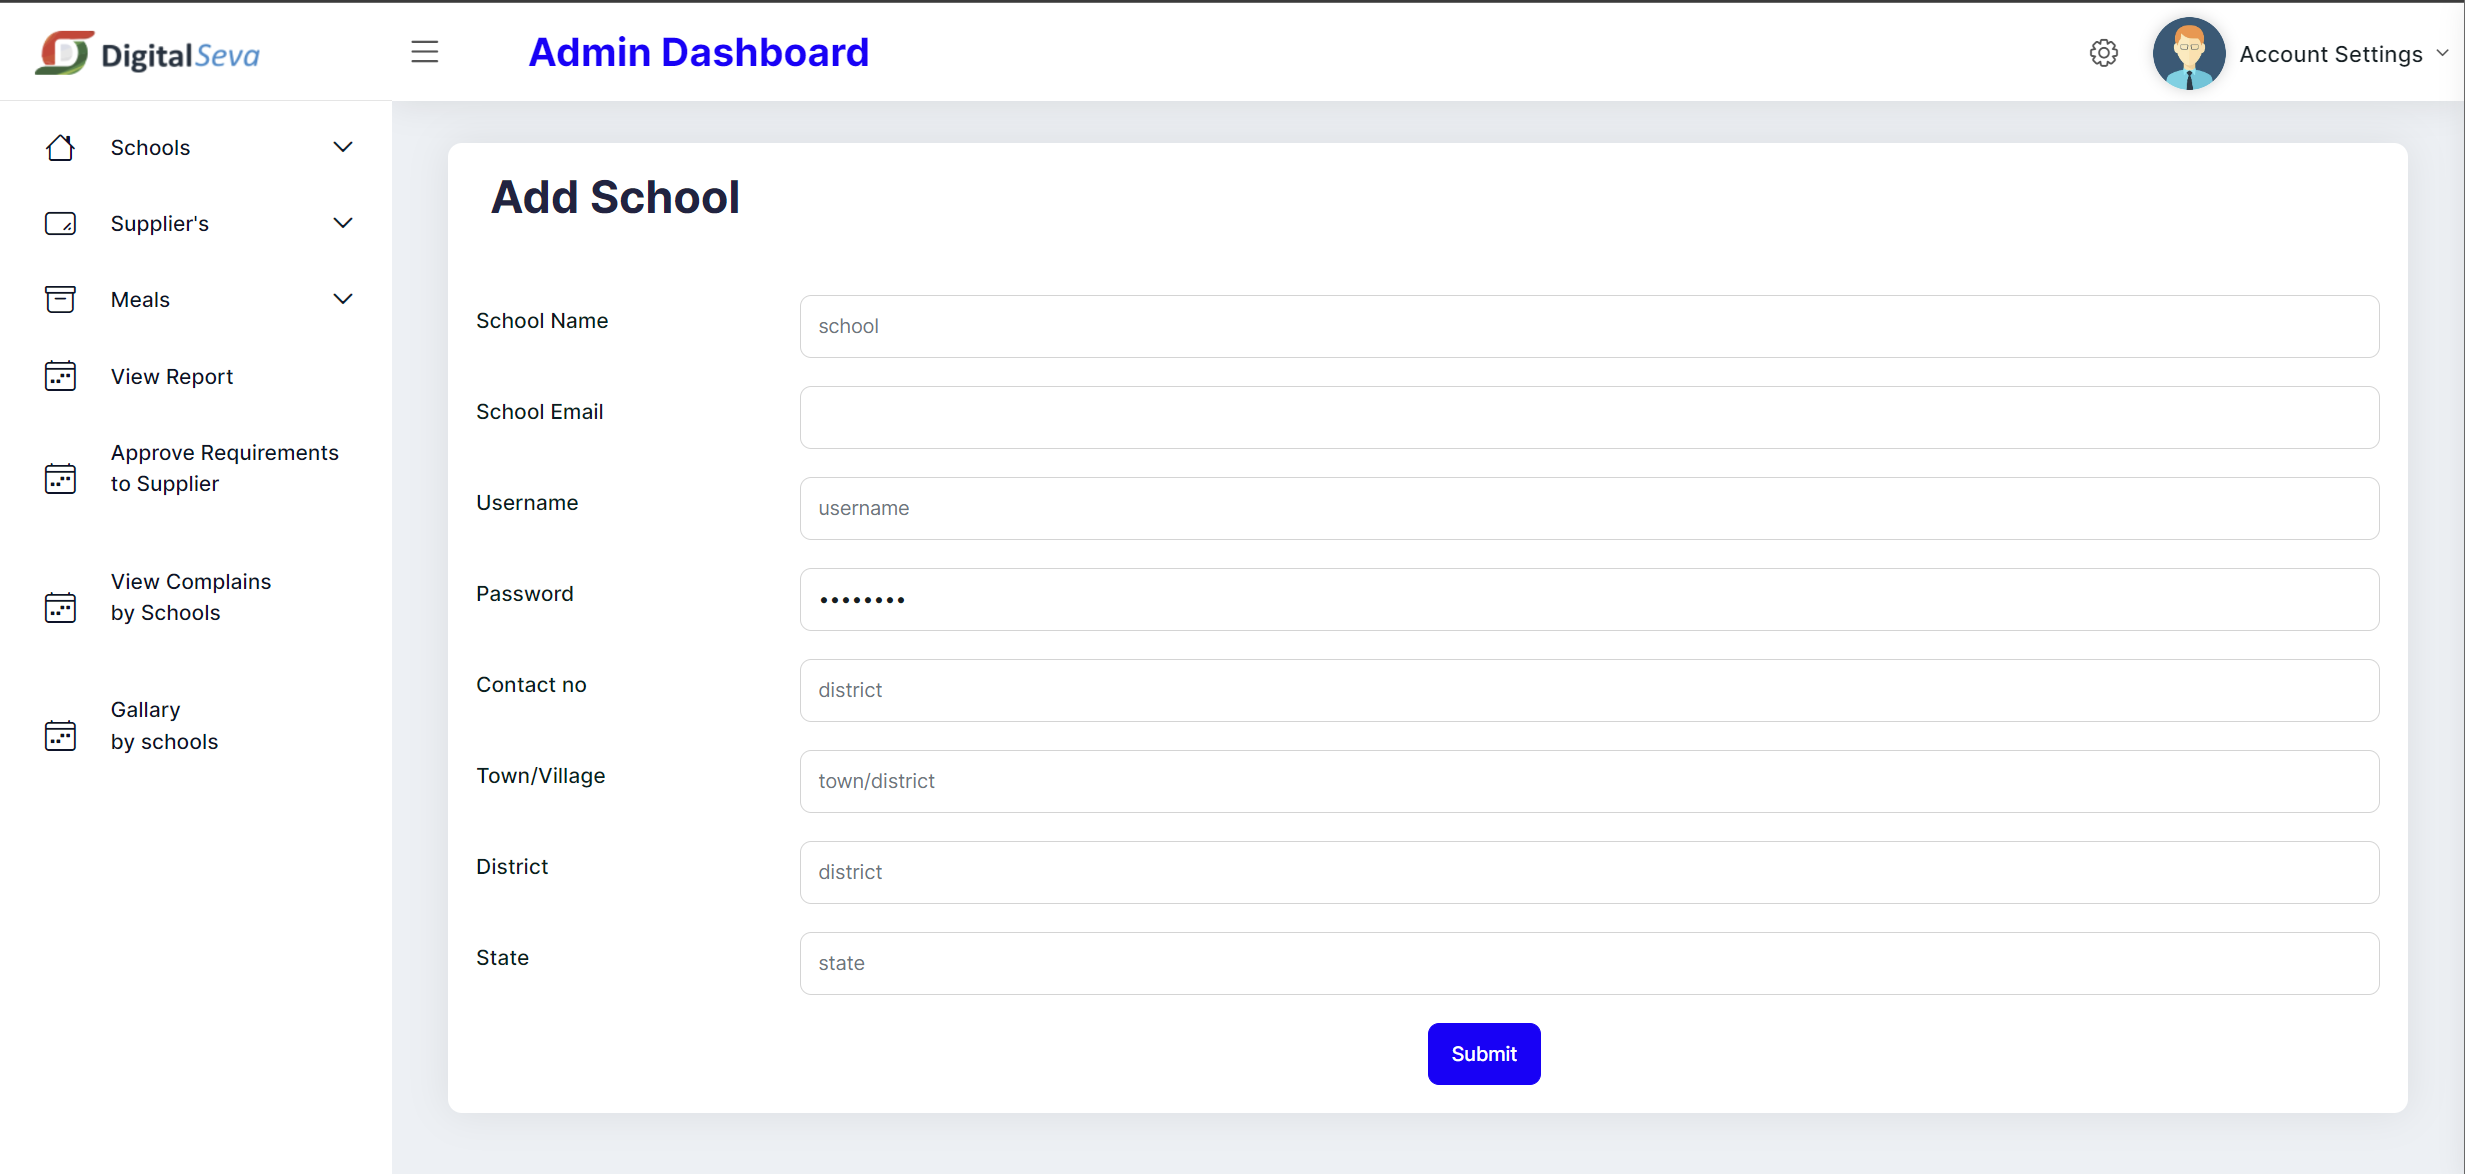 DigitalSeva
Admin Dashboard
Account Settings
Schools
Supplier's
Meals
View Report
Approve Requirements
to Supplier
View Complains
by Schools
Gallary
by schools
Add School
School Name
school
School Email
Username
username
Password
••••••••
Contact no
district
Town/Village
town/district
District
district
State
state
Submit